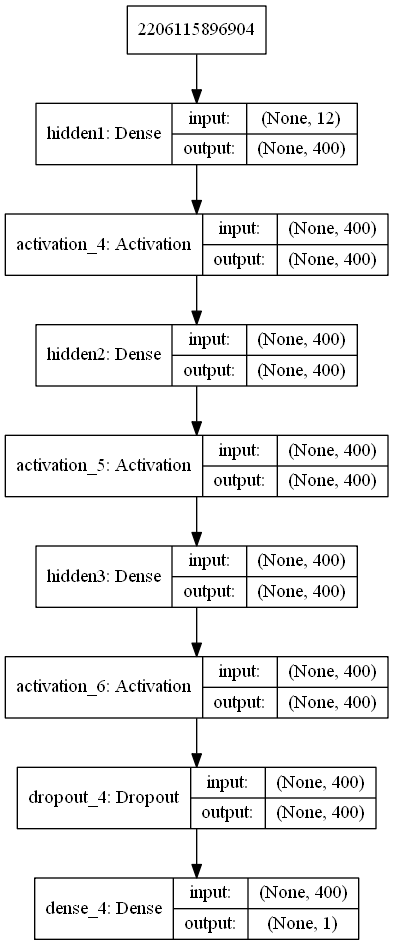 2206115896904
hidden1: Dense
input: (None, 12)
output: (None, 400)
activation_4: Activation
input: (None, 400)
output: (None, 400)
hidden2: Dense
input: (None, 400)
output: (None, 400)
activation_5: Activation
input: (None, 400)
output: (None, 400)
hidden3: Dense
input: (None, 400)
output: (None, 400)
activation_6: Activation
input: (None, 400)
output: (None, 400)
dropout_4: Dropout
input: (None, 400)
output: (None, 400)
dense_4: Dense
input: (None, 400)
output: (None, 1)